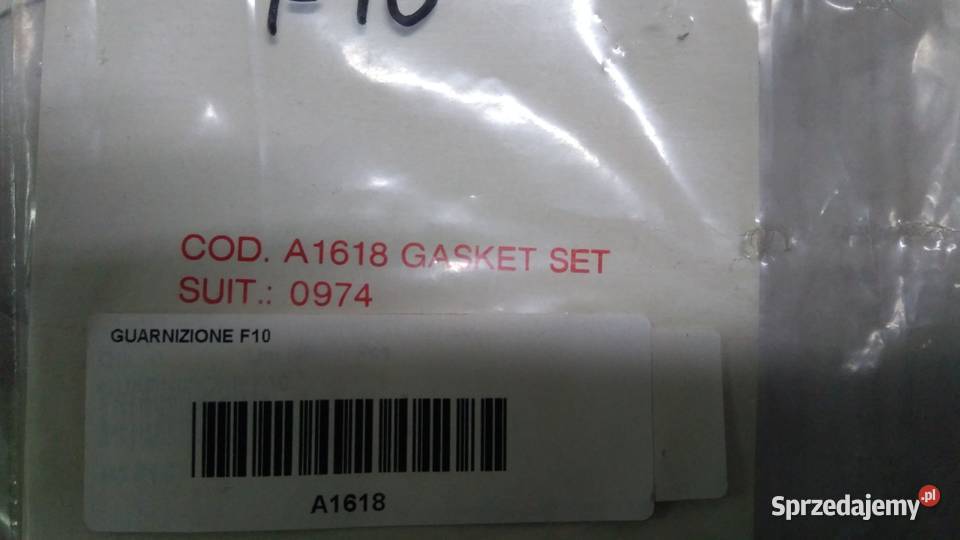 F10
COD. A1618 GASKET SET
SUIT.: 0974
GUARNIZIONE F10
A1618
Sprzedajemy.pl